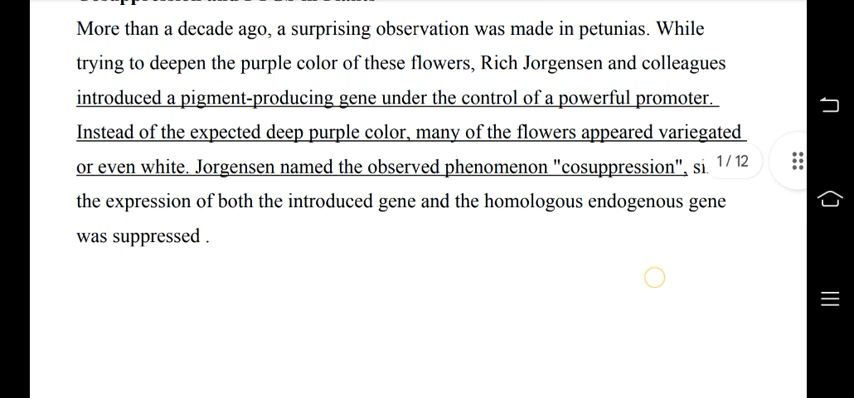 More than a decade ago, a surprising observation was made in petunias. While
trying to deepen the purple color of these flowers, Rich Jorgensen and colleagues
introduced a pigment-producing gene under the control of a powerful promoter.
Instead of the expected deep purple color, many of the flowers appeared variegated
or even white. Jorgensen named the observed phenomenon "cosuppression",
1 / 12
the expression of both the introduced gene and the homologous endogenous gene
was suppressed .